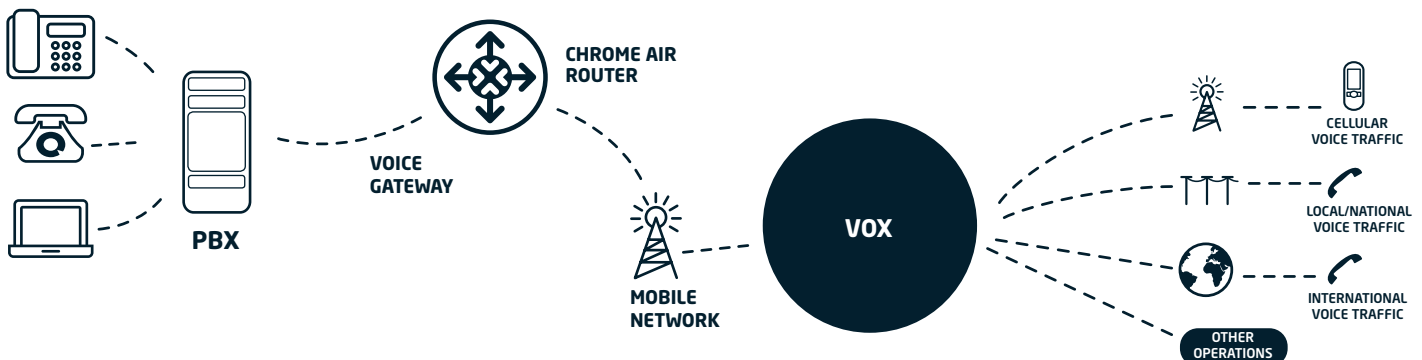 CHROME AIR
ROUTER
VOICE
GATEWAY
PBX
MOBILE
NETWORK
VOX
CELLULAR
VOICE TRAFFIC
LOCAL/NATIONAL
VOICE TRAFFIC
INTERNATIONAL
VOICE TRAFFIC
OTHER
OPERATIONS